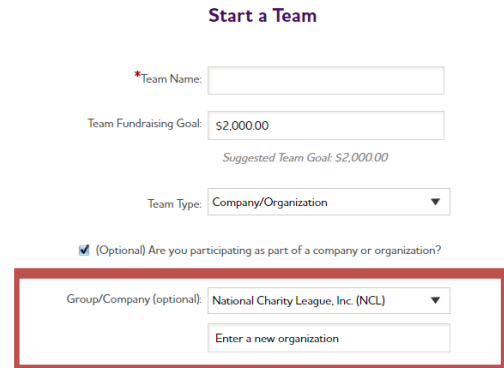 Start a Team
*Team Name:
Team Fundraising Goal: $2,000.00
Suggested Team Goal: $2,000.00
Team Type: Company/Organization
(Optional) Are you participating as part of a company or organization?
Group/Company (optional): National Charity League, Inc. (NCL)
Enter a new organization